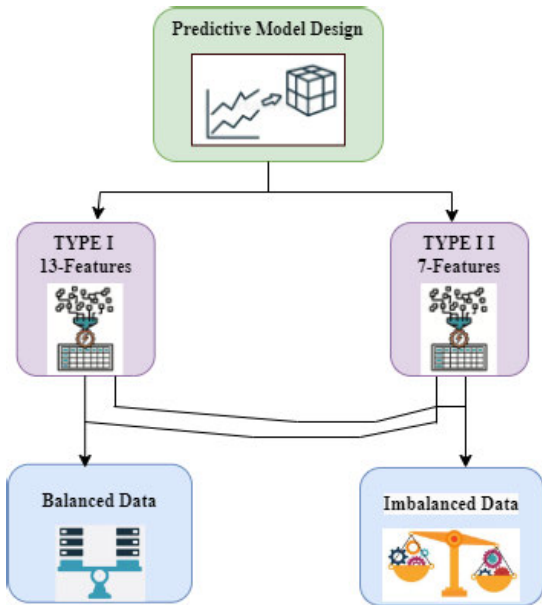 Predictive Model Design
TYPE I
13-Features
TYPE I I
7-Features
Balanced Data
Imbalanced Data